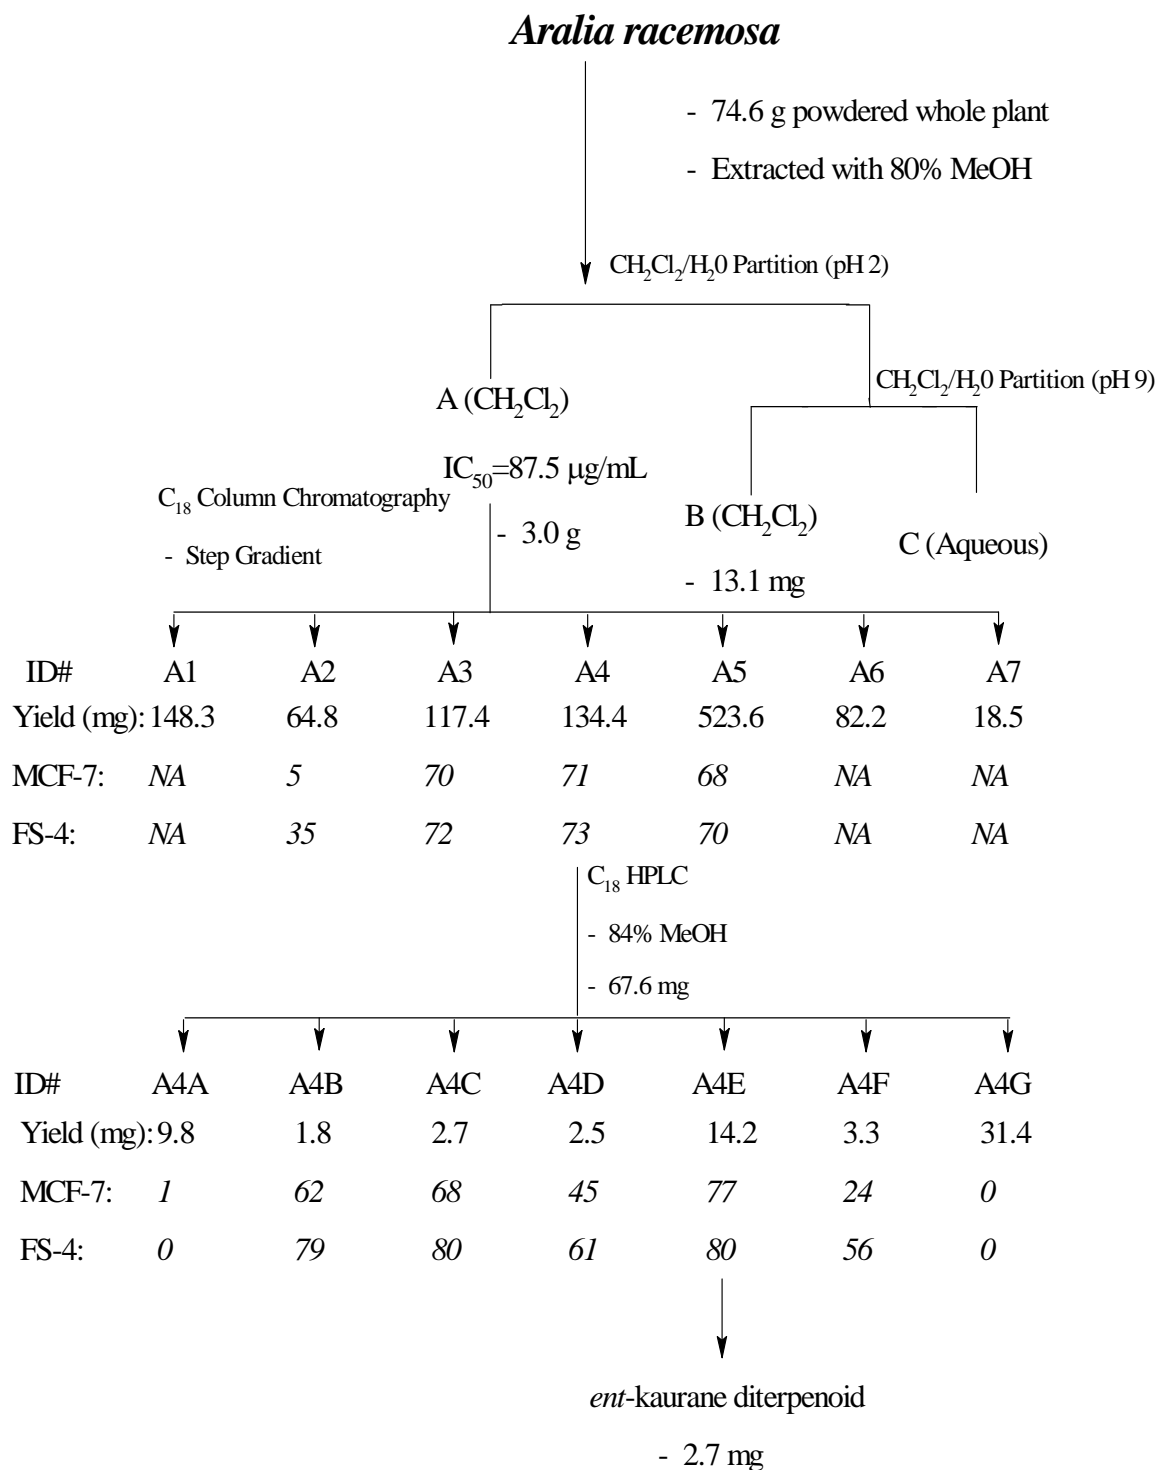 Aralia racemosa
- 74.6 g powdered whole plant
- Extracted with 80% MeOH
CH₂Cl₂/H₂0 Partition (pH 2)
CH₂Cl₂/H₂0 Partition (pH 9)
A (CH₂Cl₂)
IC₅₀=87.5 μg/mL
- 3.0 g
C₁₈ Column Chromatography
- Step Gradient
B (CH₂Cl₂)
- 13.1 mg
C (Aqueous)
ID# A1 A2 A3 A4 A5 A6 A7
Yield (mg): 148.3 64.8 117.4 134.4 523.6 82.2 18.5
MCF-7: NA 5 70 71 68 NA NA
FS-4: NA 35 72 73 70 NA NA
C₁₈ HPLC
- 84% MeOH
- 67.6 mg
ID# A4A A4B A4C A4D A4E A4F A4G
Yield (mg): 9.8 1.8 2.7 2.5 14.2 3.3 31.4
MCF-7: 1 62 68 45 77 24 0
FS-4: 0 79 80 61 80 56 0
ent-kaurane diterpenoid
- 2.7 mg